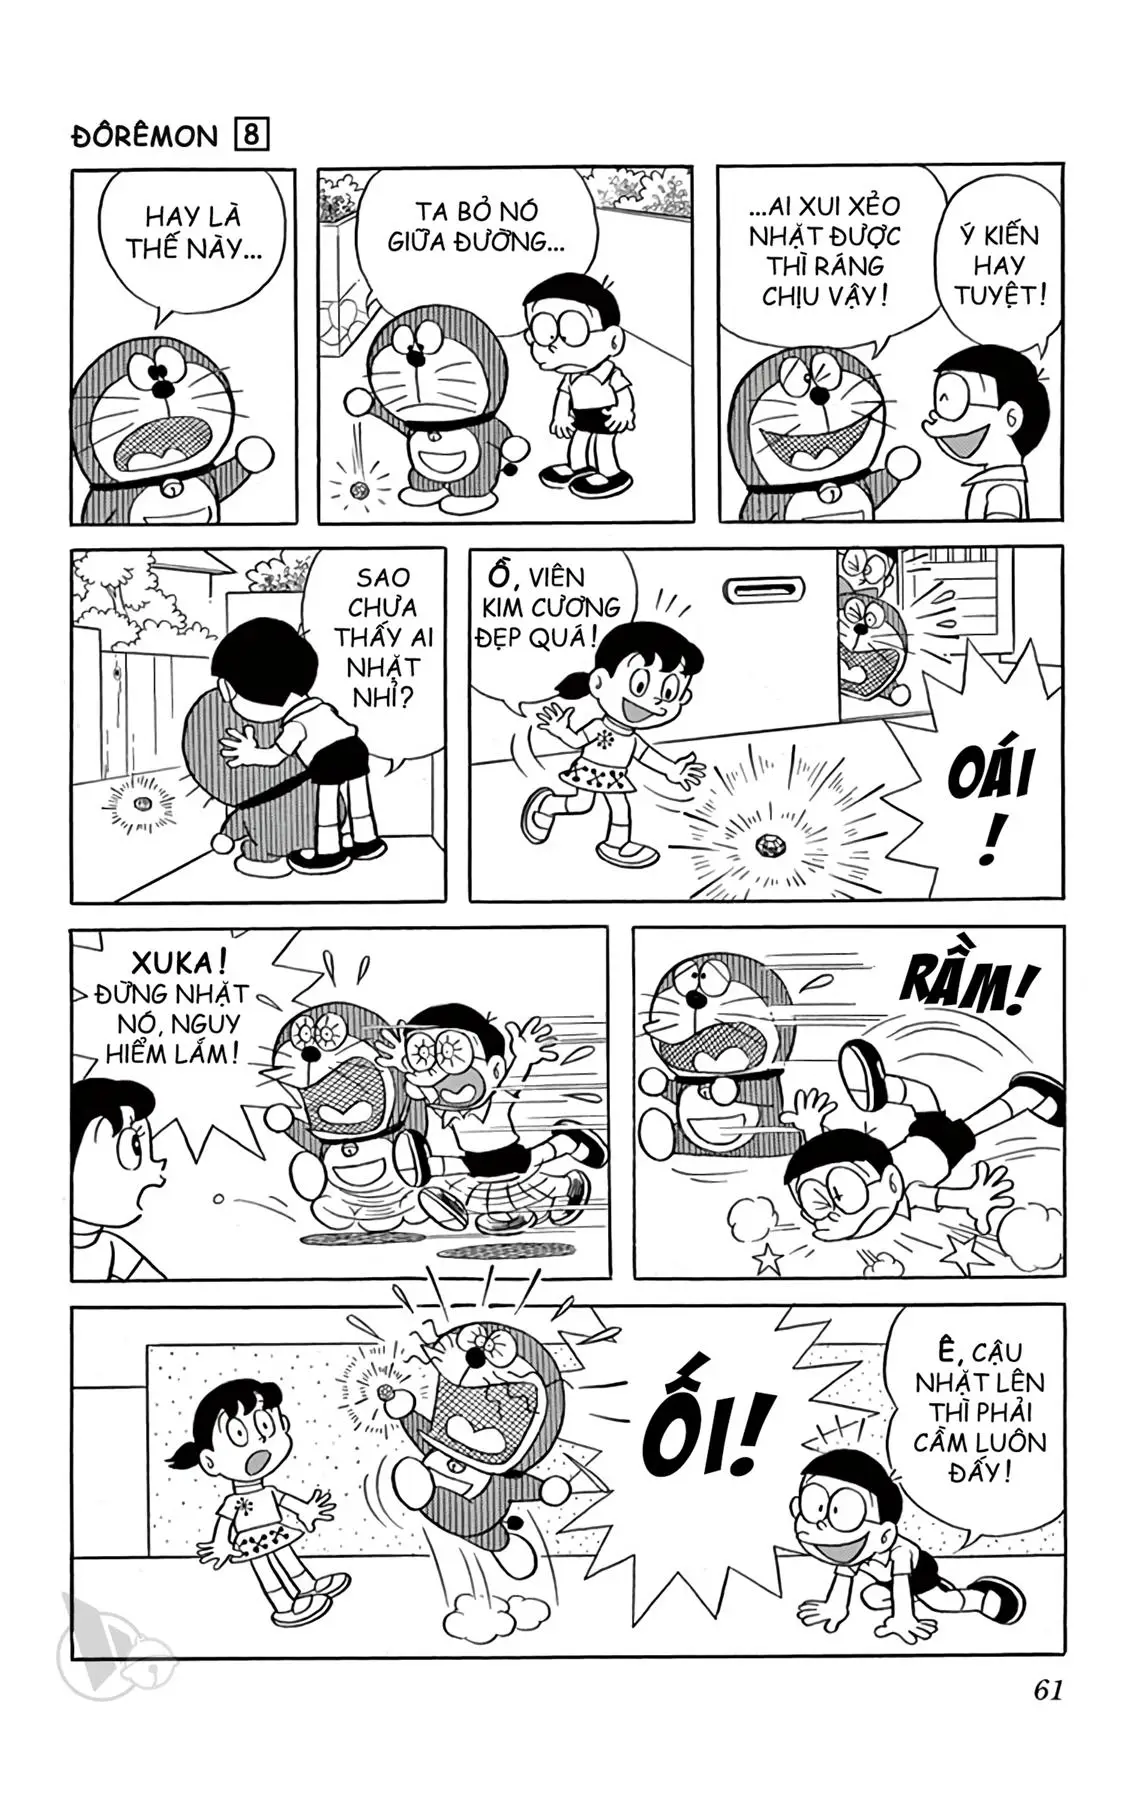 ĐÔRÊMON 8
HAY LÀ
THẾ NÀY...
TA BỎ NÓ
GIỮA ĐƯỜNG...
...AI XUI XẺO
NHẶT ĐƯỢC
THÌ RÁNG
CHỊU VẬY!
Ý KIẾN
HAY
TUYỆT!
SAO
CHƯA
THẤY AI
NHẶT
NHỈ?
Ồ, VIÊN
KIM CƯƠNG
ĐẸP QUÁ!
OÁI
!
XUKA!
ĐỪNG NHẶT
NÓ, NGUY
HIỂM LẮM!
RẦM!
ỐI!
Ê, CẬU
NHẶT LÊN
THÌ PHẢI
CẦM LUÔN
ĐẤY!
61